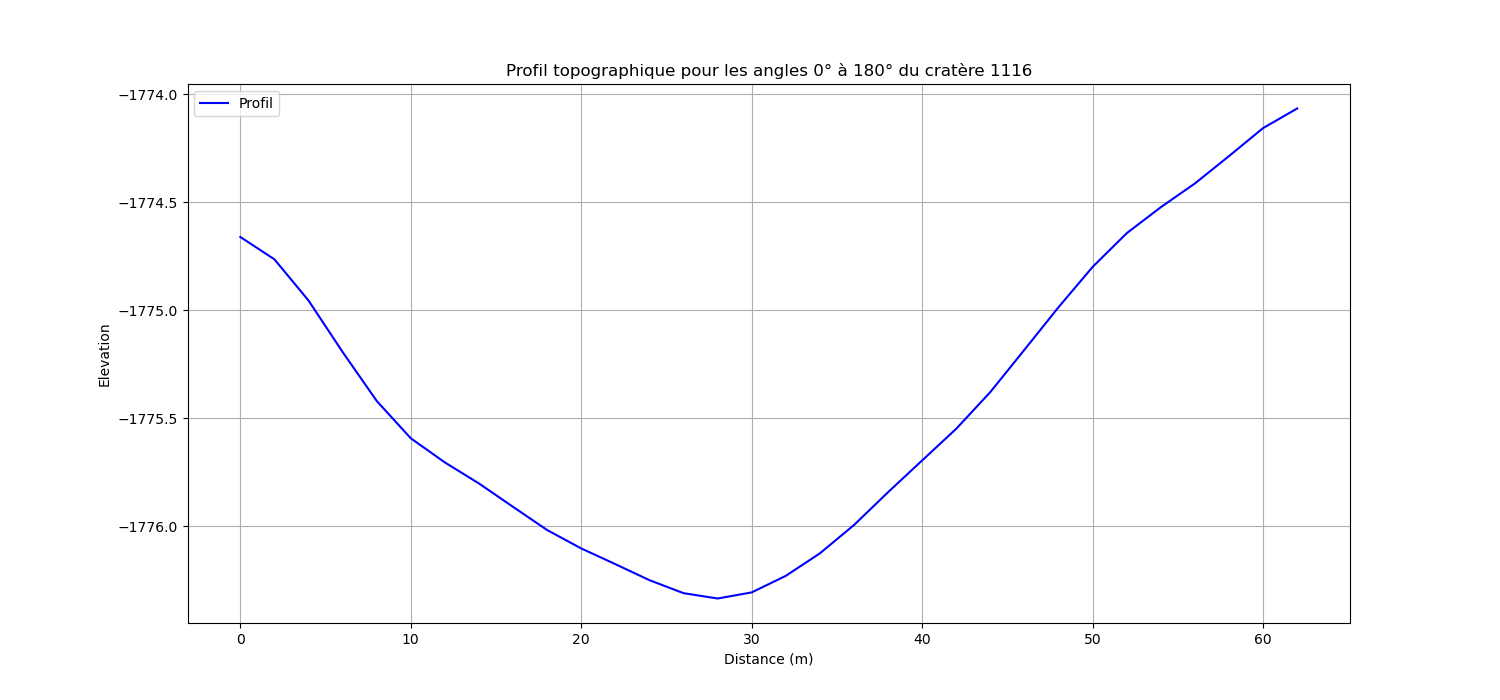 Profil topographique pour les angles 0° à 180° du cratère 1116
Profil
−1774.0
−1774.5
−1775.0
−1775.5
−1776.0
Elevation
0 10 20 30 40 50 60
Distance (m)